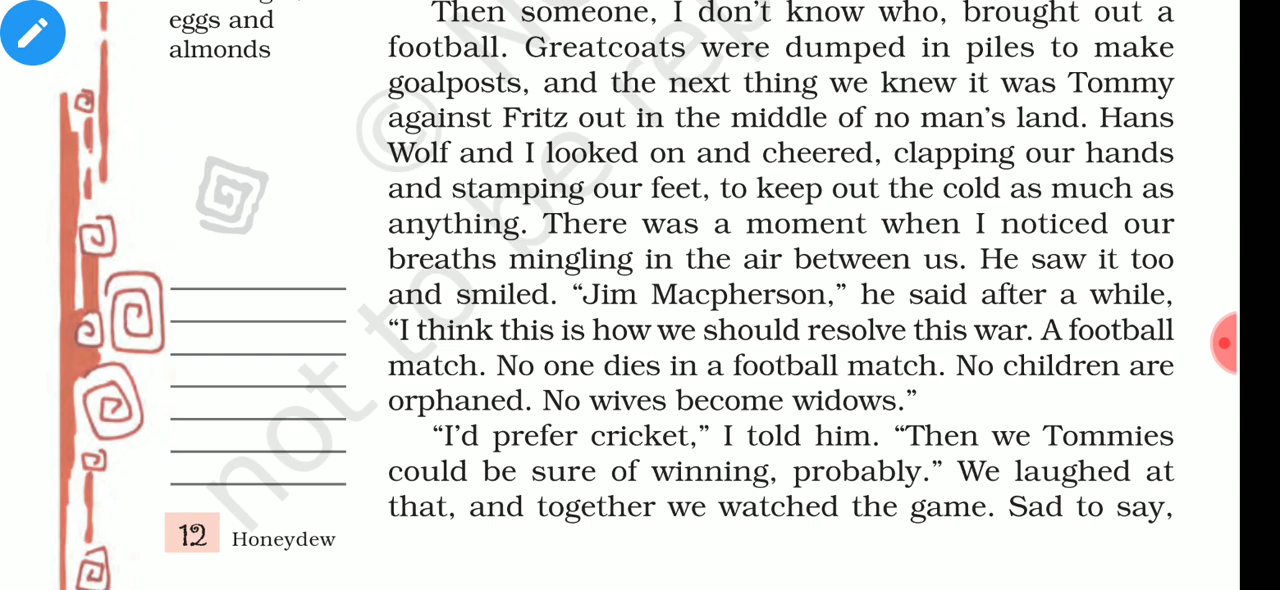 eggs and
almonds
Then someone, I don't know who, brought out a
football. Greatcoats were dumped in piles to make
goalposts, and the next thing we knew it was Tommy
against Fritz out in the middle of no man's land. Hans
Wolf and I looked on and cheered, clapping our hands
and stamping our feet, to keep out the cold as much as
anything. There was a moment when I noticed our
breaths mingling in the air between us. He saw it too
and smiled. “Jim Macpherson,” he said after a while,
“I think this is how we should resolve this war. A football
match. No one dies in a football match. No children are
orphaned. No wives become widows.”
“I'd prefer cricket,” I told him. “Then we Tommies
could be sure of winning, probably.” We laughed at
that, and together we watched the game. Sad to say,
12 Honeydew
©
not to be rep